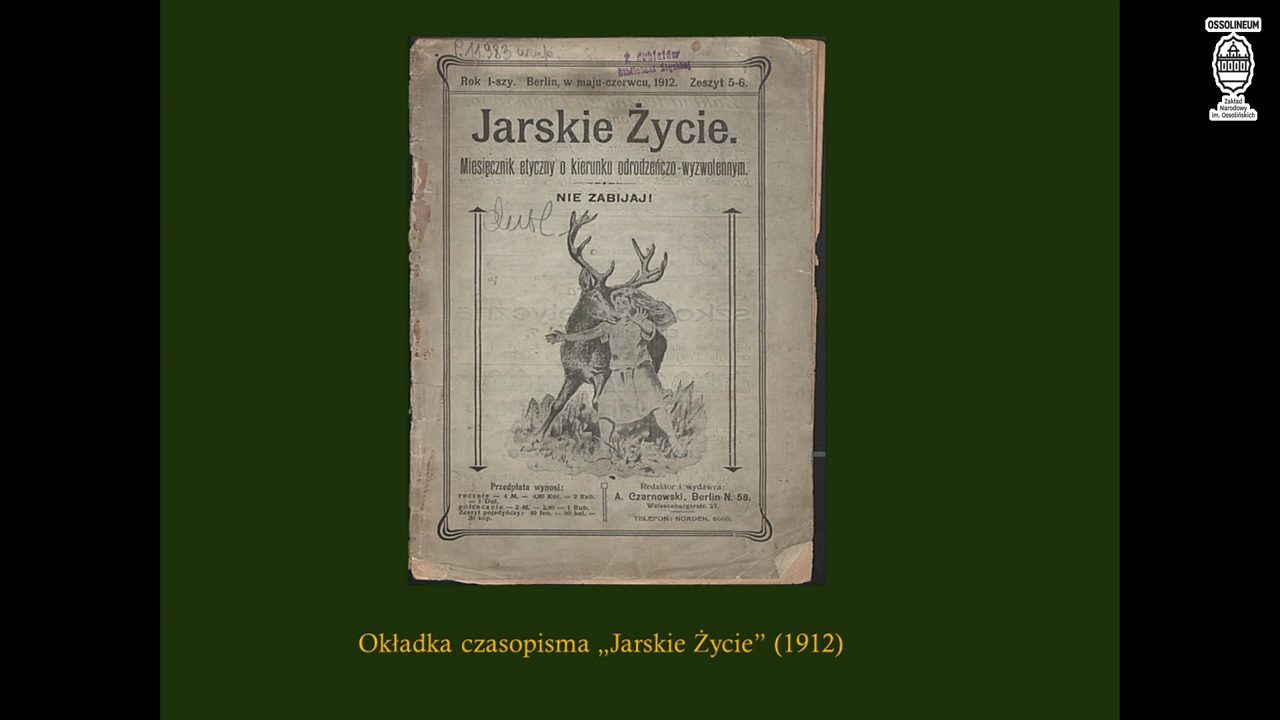 OSSOLINEUM
Zakład
Narodowy
im. Ossolińskich
Rok 1-szy. Berlin, w maju-czerwcu, 1912. Zeszyt 5-6.
Jarskie Życie.
Miesięcznik etyczny o kierunku odrodzeńczo-wyzwolennym.
NIE ZABIJAJ!
Przedpłata wynosi:
rocznie — 4 M. — 4,80 Kor. — 2 Rub.
— 1 Dol.
półrocznie — 2 M. — 2,40 — 1 Rub.
Zeszyt pojedyńczy: 40 fen. — 50 hal. —
20 kop.
Redaktor i wydawca:
A. Czarnowski, Berlin N. 58.
Weissenburgerstr. 27.
TELEFON: NORDEN,
Okładka czasopisma „Jarskie Życie” (1912)